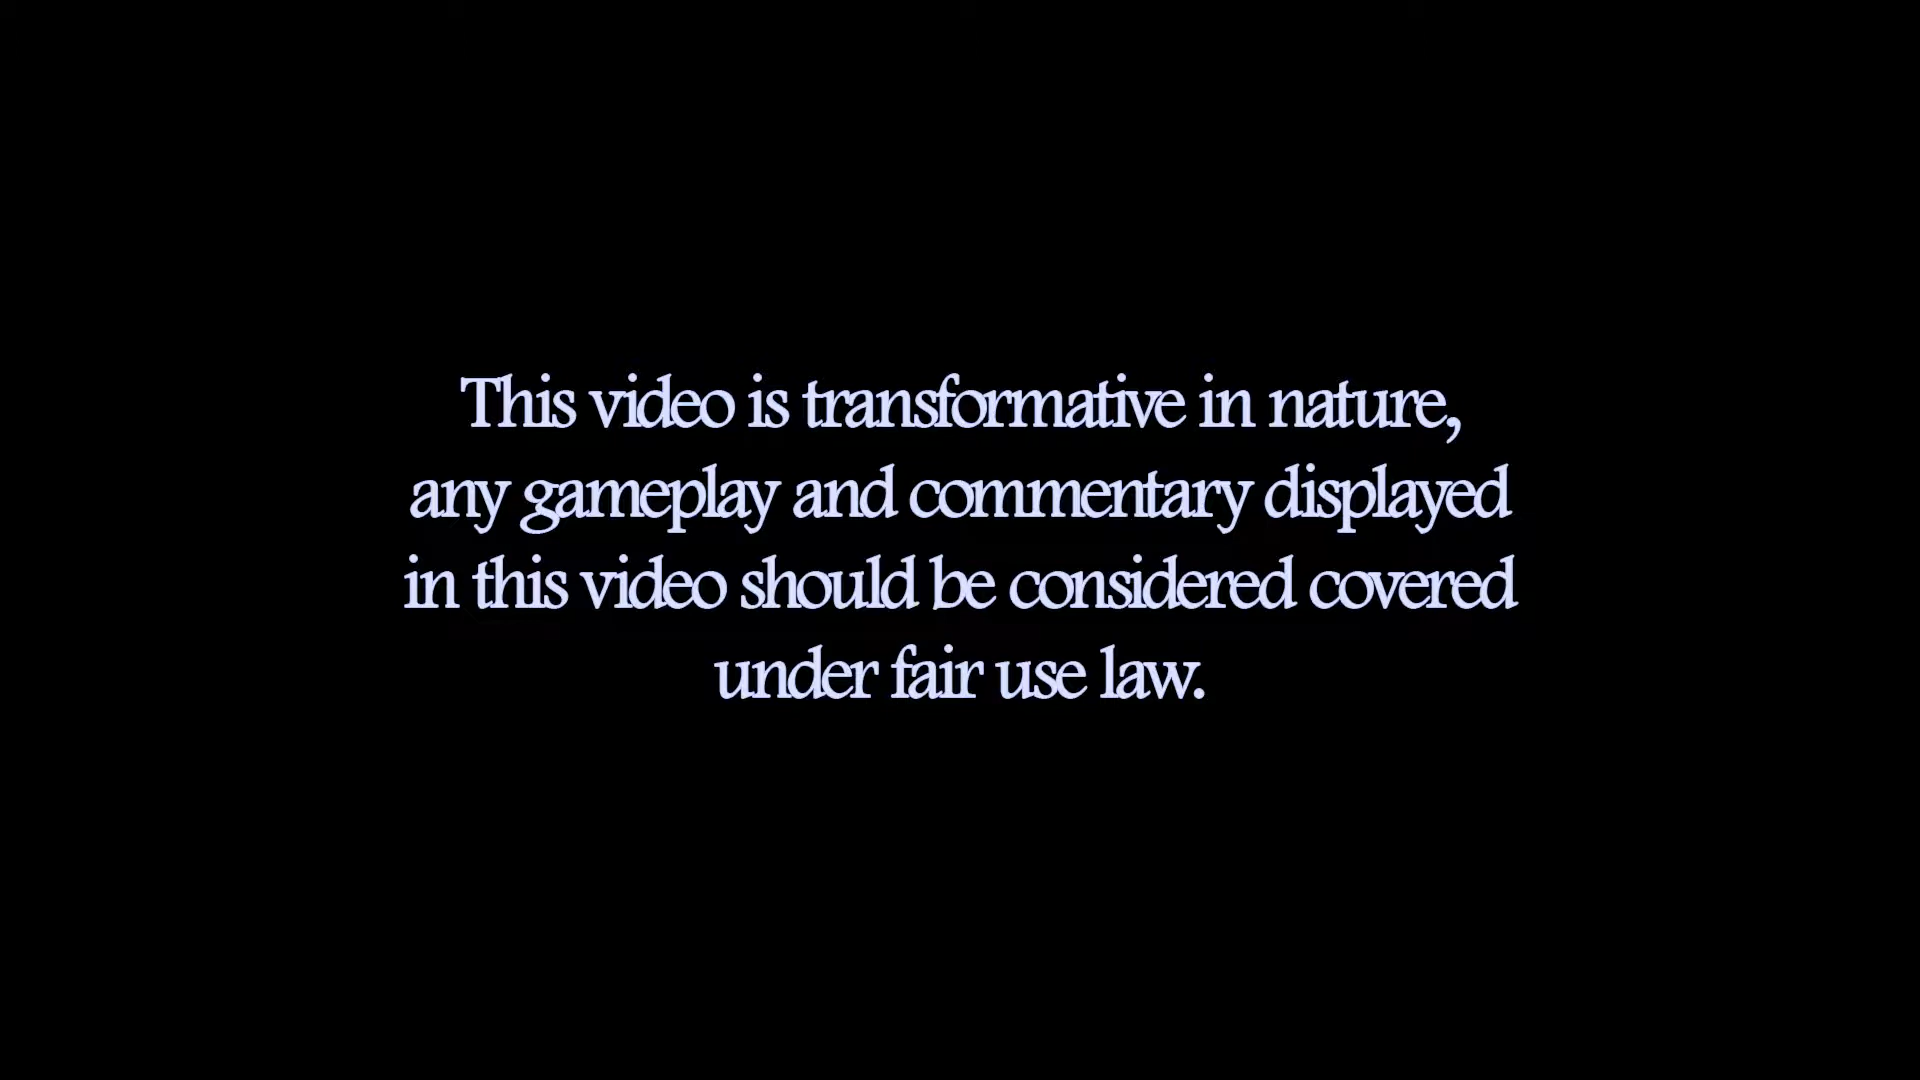 This video is transformative in nature,
any gameplay and commentary displayed
in this video should be considered covered
under fair use law.